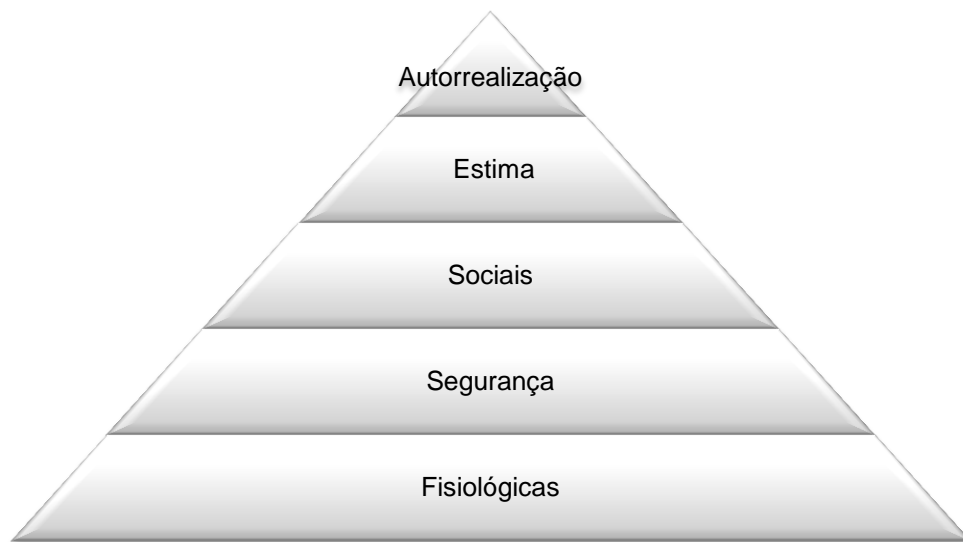 Autorrealização
Estima
Sociais
Segurança
Fisiológicas